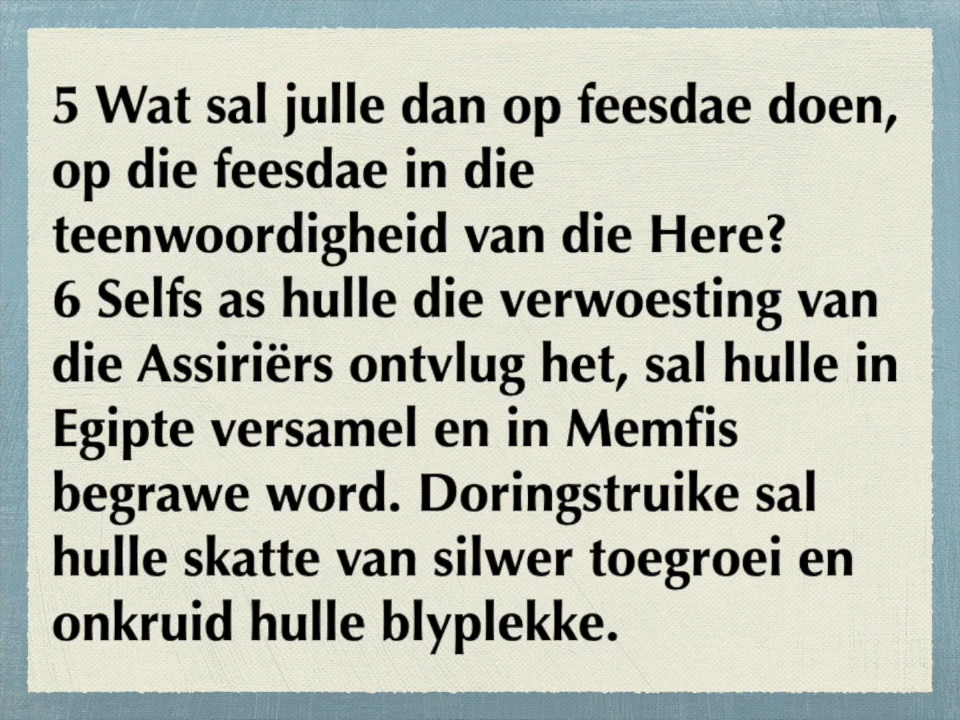 5 Wat sal julle dan op feesdae doen,
op die feesdae in die
teenwoordigheid van die Here?
6 Selfs as hulle die verwoesting van
die Assiriërs ontvlug het, sal hulle in
Egipte versamel en in Memfis
begrawe word. Doringstruike sal
hulle skatte van silwer toegroei en
onkruid hulle blyplekke.